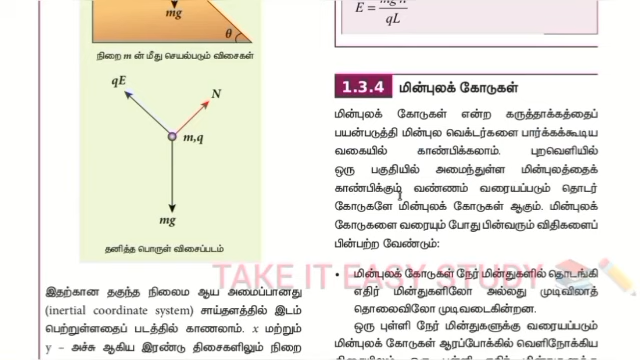 mg
θ
நிறை m ன் மீது செயல்படும் விசைகள்
qE
N
m,q
mg
தனித்த பொருள் விசைப்படம்
இதற்கான தகுந்த நிலைம ஆய அமைப்பானது
(inertial coordinate system) சாய்தளத்தில் இடம்
பெற்றுள்ளதைப் படத்தில் காணலாம். x மற்றும்
y – அச்சு ஆகிய இரண்டு திசைகளிலும் நிறை
E =
qL
1.3.4 மின்புலக் கோடுகள்
மின்புலக் கோடுகள் என்ற கருத்தாக்கத்தைப்
பயன்படுத்தி மின்புல வெக்டர்களை பார்க்கக்கூடிய
வகையில் காண்பிக்கலாம். புறவெளியில்
ஒரு பகுதியில் அமைந்துள்ள மின்புலத்தைக்
காண்பிக்கும் வண்ணம் வரையப்படும் தொடர்
கோடுகளே மின்புலக் கோடுகள் ஆகும். மின்புலக்
கோடுகளை வரையும் போது பின்வரும் விதிகளைப்
பின்பற்ற வேண்டும்:
TAKE IT EASY STUDY
• மின்புலக் கோடுகள் நேர் மின்துகளில் தொடங்கி
எதிர் மின்துகளிலோ அல்லது முடிவிலாத்
தொலைவிலோ முடிவடைகின்றன.
ஒரு புள்ளி நேர் மின்துகளுக்கு வரையப்படும்
மின்புலக் கோடுகள் ஆரப்போக்கில் வெளிநோக்கிய